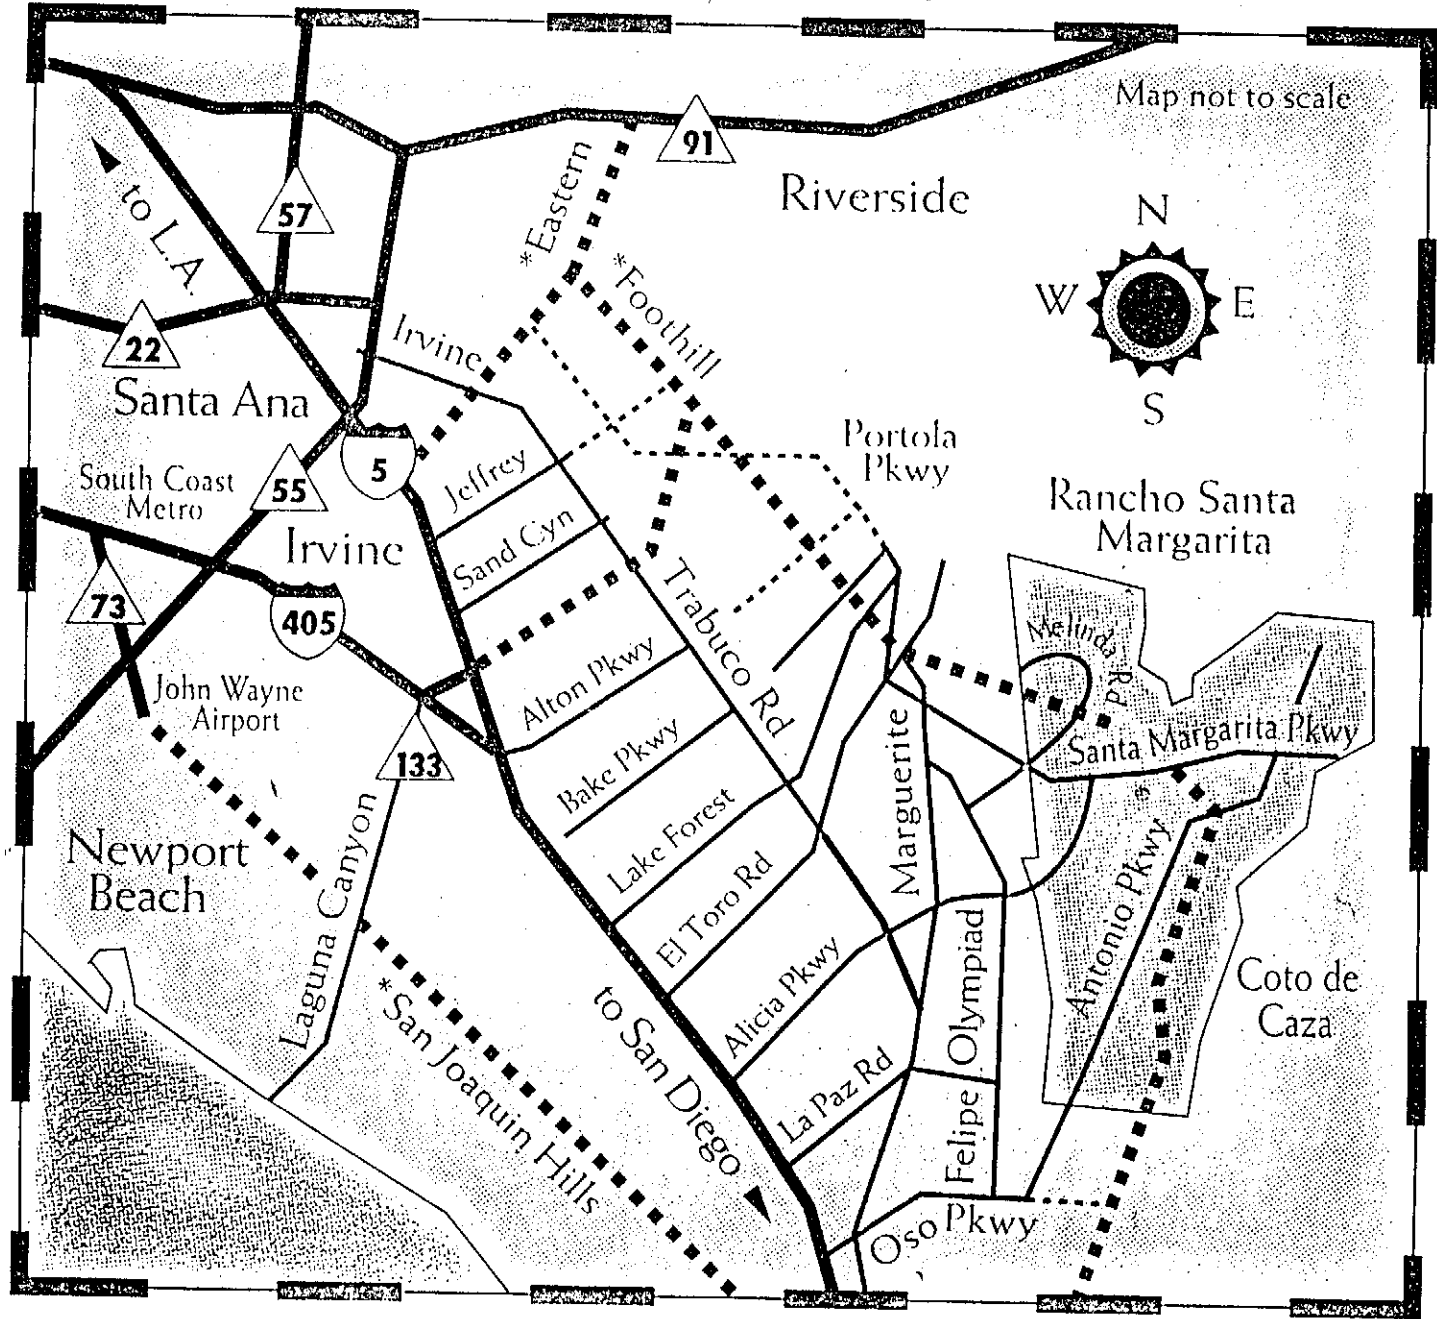 Map not to scale
91
Riverside
*Eastern
57
to L.A.
N
W
E
S
*Foothill
Irvine
22
Santa Ana
Portola
Pkwy
5
Jeffrey
South Coast
Metro
55
Rancho Santa
Margarita
Sand Cyn
Irvine
73
405
Trabuco Rd
Melinda Rd
Alton Pkwy
John Wayne
Airport
Santa Margarita Pkwy
133
Bake Pkwy
Marguerite
Lake Forest
Newport
Beach
Laguna Canyon
El Toro Rd
Antonio Pkwy
Alicia Pkwy
Olympiad
Coto de
Caza
*San Joaquin Hills
to San Diego
La Paz Rd
Felipe
Oso Pkwy